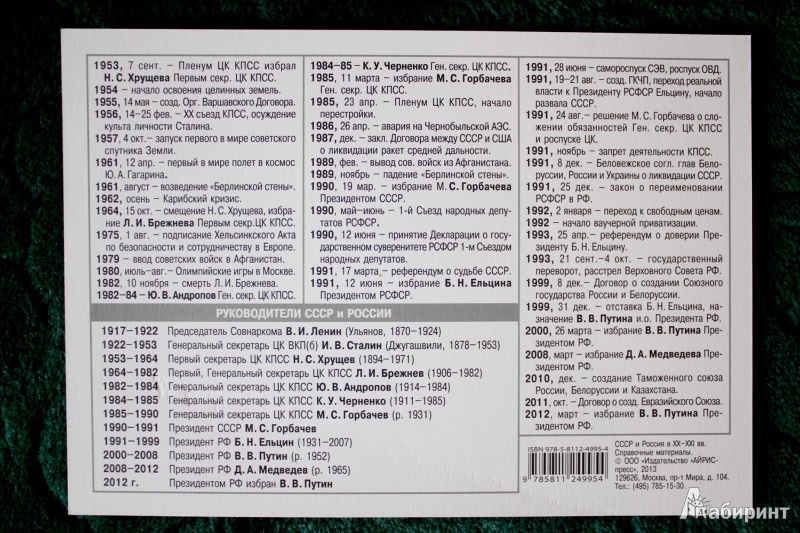 1953, 7 сент. – Пленум ЦК КПСС избрал
Н. С. Хрущева Первым секр. ЦК КПСС.
1954 – начало освоения целинных земель.
1955, 14 мая – созд. Орг. Варшавского Договора.
1956, 14–25 фев. – XX съезд КПСС, осуждение
культа личности Сталина.
1957, 4 окт.– запуск первого в мире советского
спутника Земли.
1961, 12 апр. – первый в мире полет в космос
Ю. А. Гагарина.
1961, август – возведение «Берлинской стены».
1962, осень – Карибский кризис.
1964, 15 окт. – смещение Н. С. Хрущева, избра-
ние Л. И. Брежнева Первым секр. ЦК КПСС.
1975, 1 авг. – подписание Хельсинкского Акта
по безопасности и сотрудничеству в Европе.
1979 – ввод советских войск в Афганистан.
1980, июль-авг.– Олимпийские игры в Москве.
1982, 10 ноября – смерть Л. И. Брежнева.
1982–84 – Ю. В. Андропов Ген. секр. ЦК КПСС.
1984–85 – К. У. Черненко Ген. секр. ЦК КПСС.
1985, 11 марта – избрание М. С. Горбачева
Ген. секр. ЦК КПСС.
1985, 23 апр. – Пленум ЦК КПСС, начало
перестройки.
1986, 26 апр. – авария на Чернобыльской АЭС.
1987, дек. – закл. Договора между СССР и США
о ликвидации ракет средней дальности.
1989, фев. – вывод сов. войск из Афганистана.
1989, ноябрь – падение «Берлинской стены».
1990, 19 мар. – избрание М. С. Горбачева
Президентом СССР.
1990, май–июнь – 1-й Съезд народных депу-
татов РСФСР.
1990, 12 июня – принятие Декларации о госу-
дарственном суверенитете РСФСР 1-м Съездом
народных депутатов.
1991, 17 марта – референдум о судьбе СССР.
1991, 12 июня – избрание Б. Н. Ельцина
Президентом РСФСР.
1991, 28 июня – самороспуск СЭВ, роспуск ОВД.
1991, 19–21 авг. – созд. ГКЧП, переход реальной
власти к Президенту РСФСР Ельцину, начало
развала СССР.
1991, 24 авг. – решение М. С. Горбачева о сло-
жении обязанностей Ген. секр. ЦК КПСС
и роспуске ЦК.
1991, ноябрь – запрет деятельности КПСС.
1991, 8 дек. – Беловежское согл. глав Бело-
руссии, России и Украины о ликвидации СССР.
1991, 25 дек. – закон о переименовании
РСФСР в РФ.
1992, 2 января – переход к свободным ценам.
1992 – начало ваучерной приватизации.
1993, 25 апр. – референдум о доверии Прези-
денту Б. Н. Ельцину.
1993, 21 сент.–4 окт. – государственный
переворот, расстрел Верховного Совета РФ.
1999, 8 дек.– Договор о создании Союзного
государства России и Белоруссии.
1999, 31 дек. – отставка Б. Н. Ельцина, на-
значение В. В. Путина и.о. Президента РФ.
2000, 26 марта – избрание В. В. Путина
Президентом РФ.
2008, март – избрание Д. А. Медведева Прези-
дентом РФ.
2010, дек. – создание Таможенного союза
России, Белоруссии и Казахстана.
2011, окт. – Договор о созд. Евразийского Союза.
2012, март – избрание В. В. Путина
Президентом РФ.
РУКОВОДИТЕЛИ СССР и РОССИИ
1917–1922 Председатель Совнаркома В. И. Ленин (Ульянов, 1870–1924)
1922–1953 Генеральный секретарь ЦК ВКП(б) И. В. Сталин (Джугашвили, 1878–1953)
1953–1964 Первый секретарь ЦК КПСС Н. С. Хрущев (1894–1971)
1964–1982 Первый, Генеральный секретарь ЦК КПСС Л. И. Брежнев (1906–1982)
1982–1984 Генеральный секретарь ЦК КПСС Ю. В. Андропов (1914–1984)
1984–1985 Генеральный секретарь ЦК КПСС К. У. Черненко (1911–1985)
1985–1990 Генеральный секретарь ЦК КПСС М. С. Горбачев (р. 1931)
1990–1991 Президент СССР М. С. Горбачев
1991–1999 Президент РФ Б. Н. Ельцин (1931–2007)
2000–2008 Президент РФ В. В. Путин (р. 1952)
2008–2012 Президент РФ Д. А. Медведев (р. 1965)
2012 г. Президентом РФ избран В. В. Путин
ISBN 978-5-8112-4995-4
9 785811 249954
СССР и Россия в XX–XXI вв.
Справочные материалы.
© ООО «Издательство «АЙРИС-
пресс», 2013
129626, Москва, пр-т Мира, д. 104.
Тел.: (495) 785-15-30.
Лабиринт